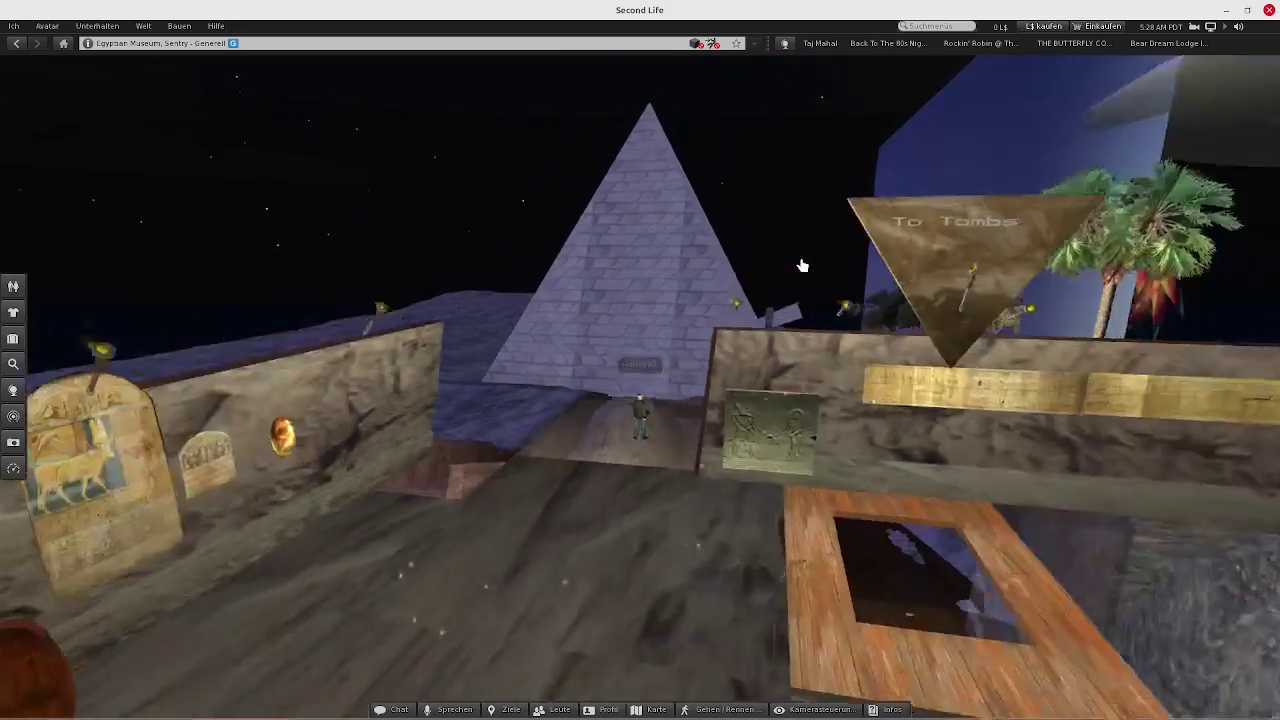 Second Life
Ich Avatar Unterhalten Welt Bauen Hilfe
Suchmenüs 0 L$ L$ kaufen Einkaufen 5:28 AM PDT
Egyptian Museum, Sentry - Generell G
Taj Mahal Back To The 80s Nig... Rockin' Robin @ Th... THE BUTTERFLY CO... Bear Dream Lodge I...
To Tombs
Chat Sprechen Ziele Leute Profil Karte Gehen / Rennen... Kamerasteuerun... Infos